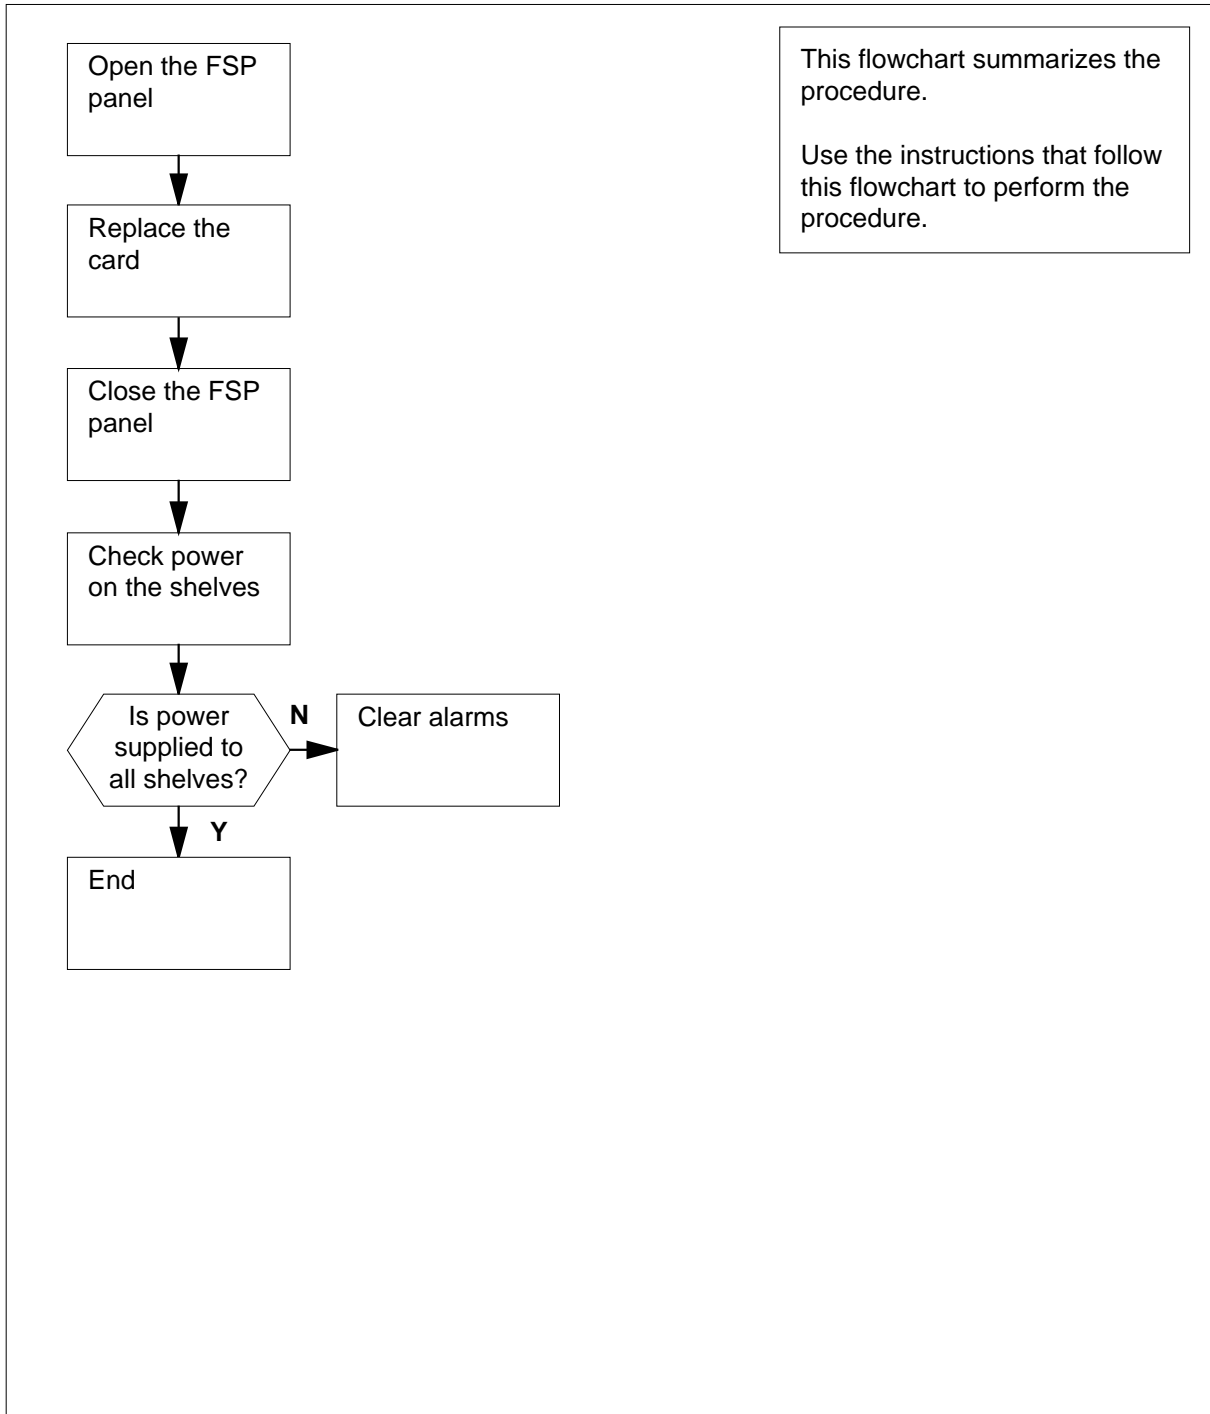 Open the FSP
panel
Replace the
card
Close the FSP
panel
Check power
on the shelves
Is power
supplied to
all shelves?
N
Clear alarms
Y
End
This flowchart summarizes the
procedure.
Use the instructions that follow
this flowchart to perform the
procedure.